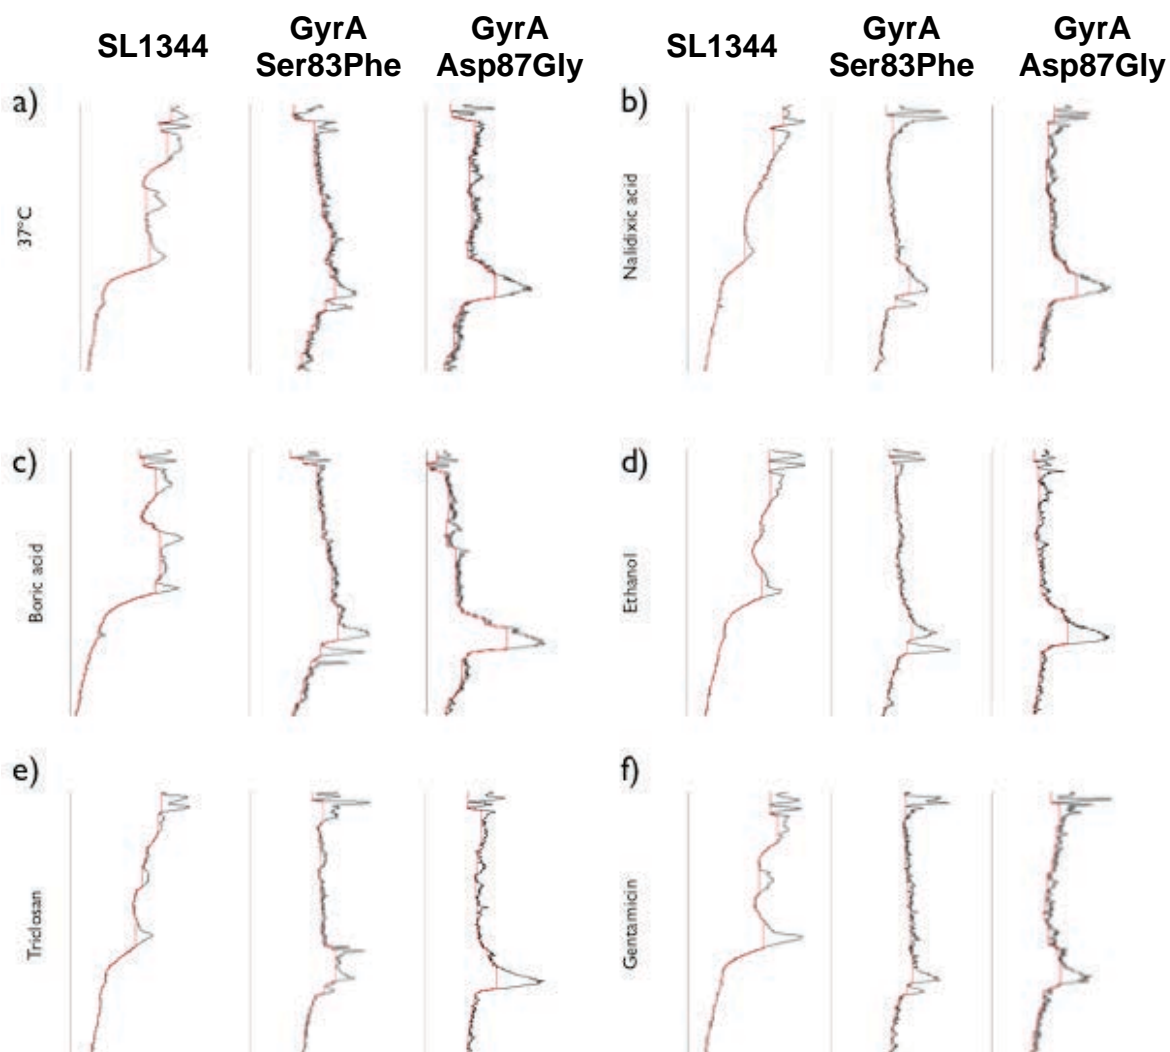 SL1344
GyrA
Ser83Phe
GyrA
Asp87Gly
SL1344
GyrA
Ser83Phe
GyrA
Asp87Gly
a)
37°C
b)
Nalidixic acid
c)
Boric acid
d)
Ethanol
e)
Triclosan
f)
Gentamicin